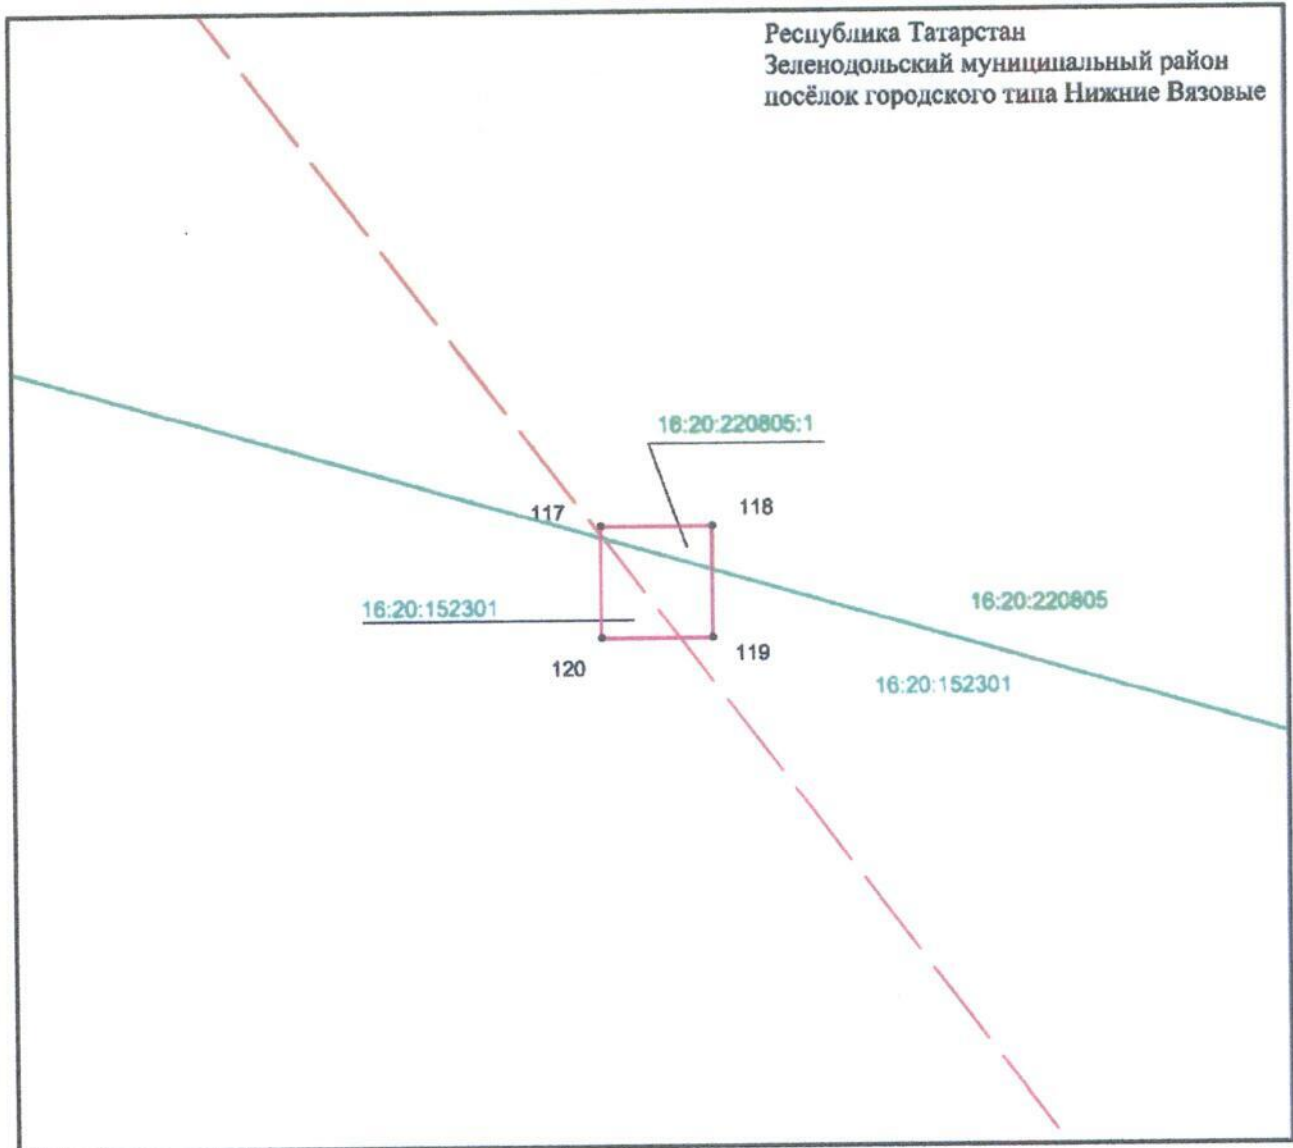 Республика Татарстан
Зеленодольский муниципальный район
посёлок городского типа Нижние Вязовые
16:20:220805:1
117
118
16:20:152301
16:20:220805
120
119
16:20:152301